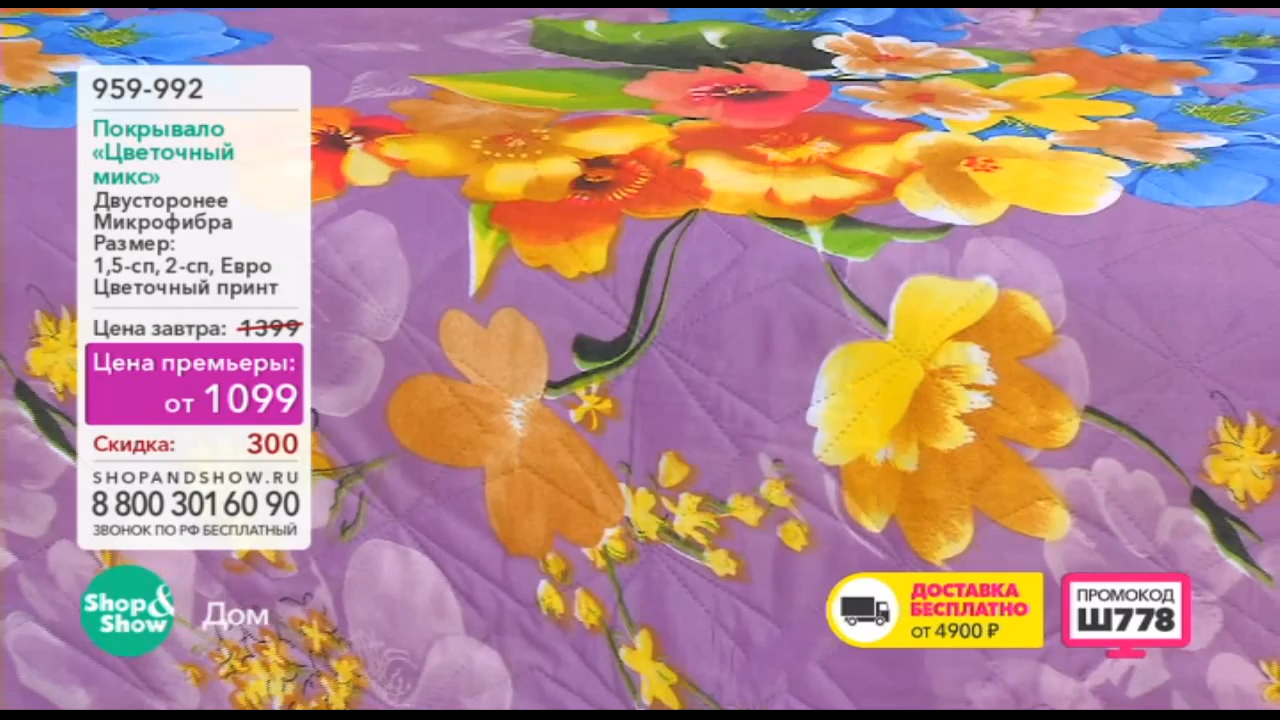 959-992
Покрывало
«Цветочный
микс»
Двустороннее
Микрофибра
Размер:
1,5-сп, 2-сп, Евро
Цветочный принт
Цена завтра: 1399
Цена премьеры:
от 1099
Скидка: 300
SHOPANDSHOW.RU
8 800 301 60 90
ЗВОНОК ПО РФ БЕСПЛАТНЫЙ
Shop&
Show
Дом
ДОСТАВКА
БЕСПЛАТНО
от 4900 ₽
ПРОМОКОД
Ш778